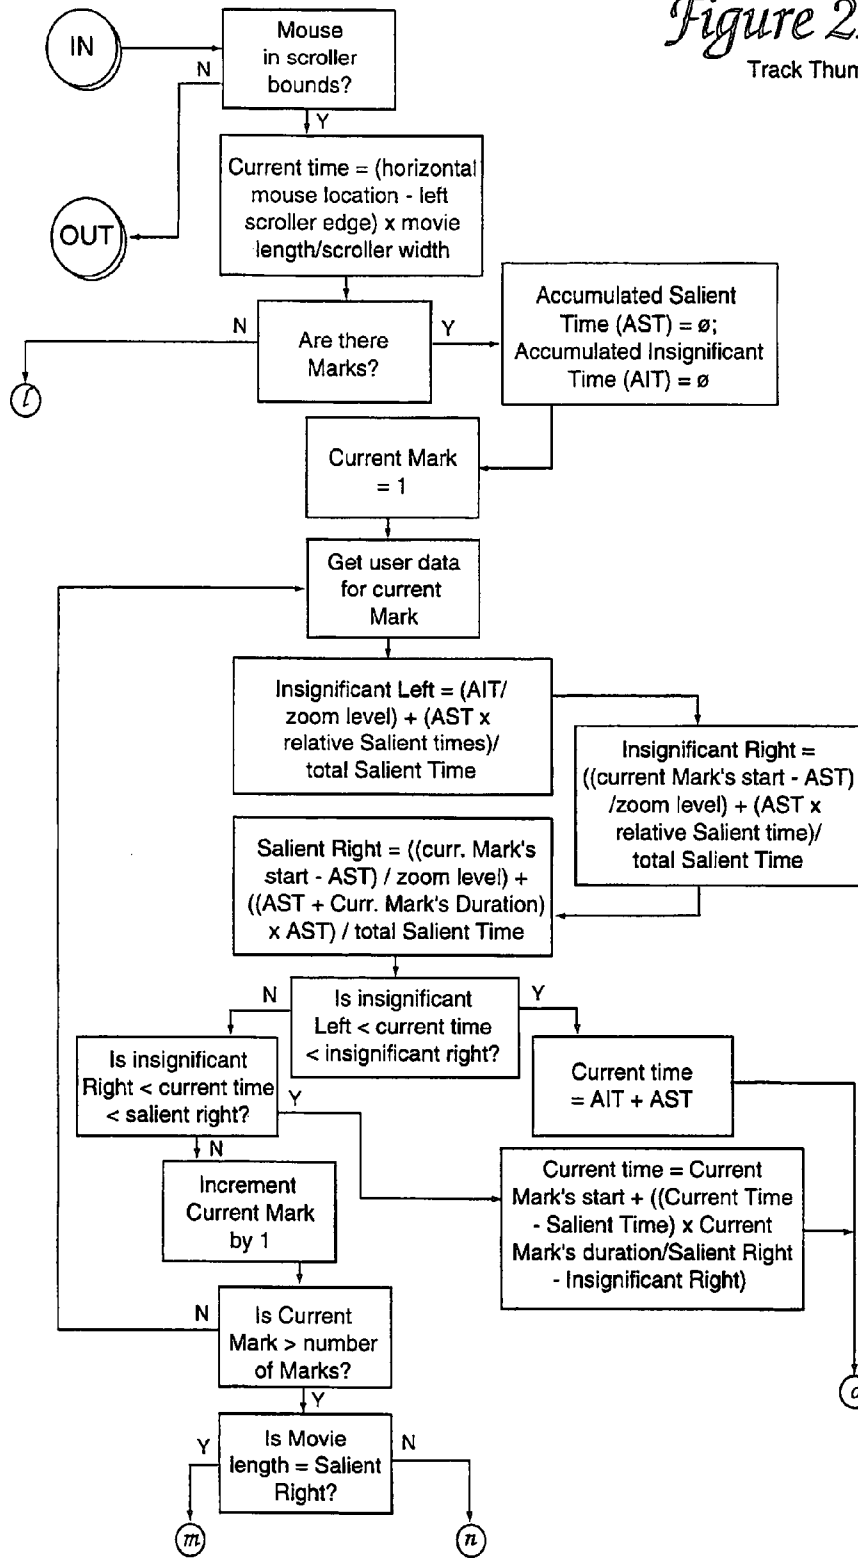 Figure 2
Track Thum
IN
Mouse
in scroller
bounds?
N
Y
OUT
Current time = (horizontal
mouse location - left
scroller edge) x movie
length/scroller width
N
Are there
Marks?
Y
Accumulated Salient
Time (AST) = ø;
Accumulated Insignificant
Time (AIT) = ø
l
Current Mark
= 1
Get user data
for current
Mark
Insignificant Left = (AIT/
zoom level) + (AST x
relative Salient times)/
total Salient Time
Insignificant Right =
((current Mark's start - AST)
/zoom level) + (AST x
relative Salient time)/
total Salient Time
Salient Right = ((curr. Mark's
start - AST) / zoom level) +
((AST + Curr. Mark's Duration)
x AST) / total Salient Time
N
Is insignificant
Left < current time
< insignificant right?
Y
Is insignificant
Right < current time
< salient right?
Y
N
Current time
= AIT + AST
Increment
Current Mark
by 1
Current time = Current
Mark's start + ((Current Time
- Salient Time) x Current
Mark's duration/Salient Right
- Insignificant Right)
N
Is Current
Mark > number
of Marks?
Y
Y
Is Movie
length = Salient
Right?
N
m
n